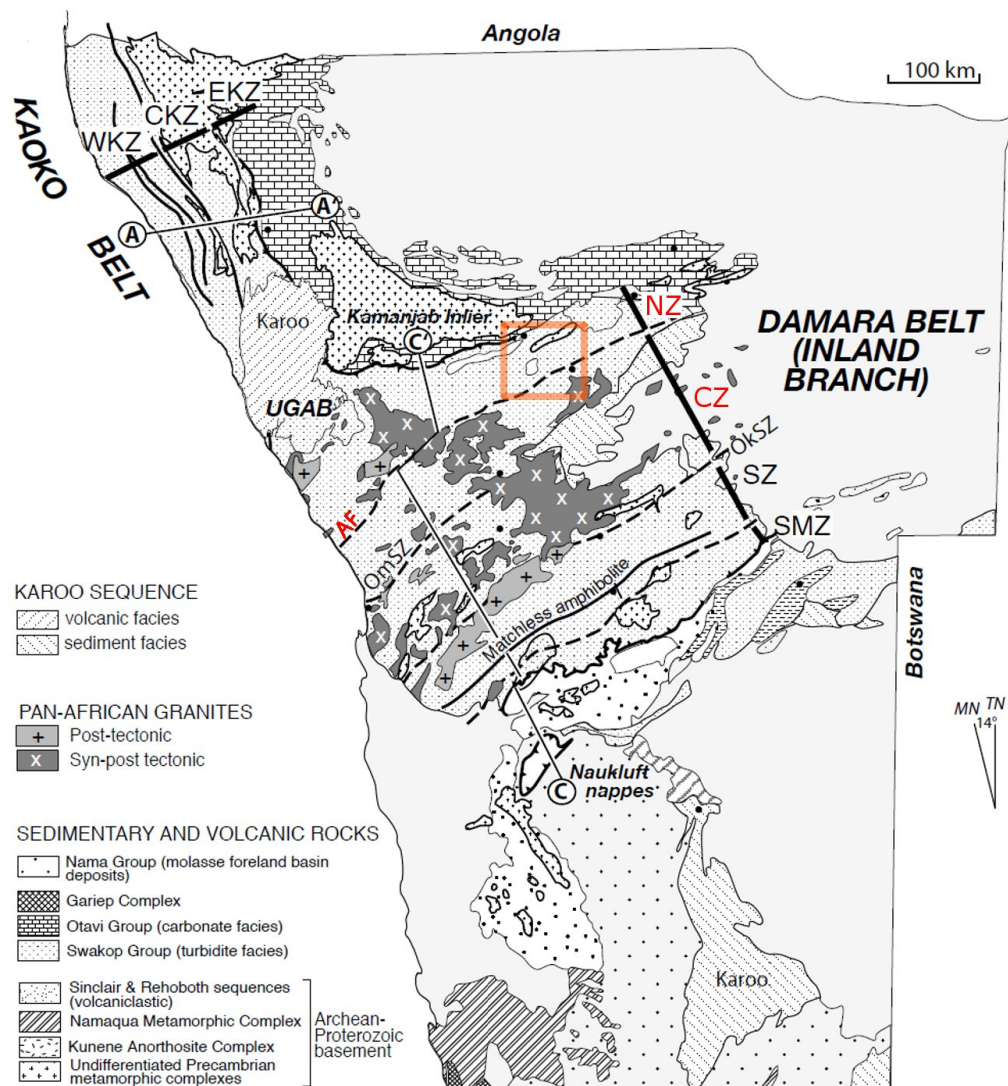 Angola
100 km
KAOKO
BELT
WKZ
CKZ
EKZ
A
A'
Karoo
Kamanjab Inlier
C'
UGAB
NZ
DAMARA BELT
(INLAND
BRANCH)
CZ
OkSZ
SZ
SMZ
AF
OmSZ
Matchless amphibolite
Botswana
MN TN
14°
C
Naukluft
nappes
Karoo
KAROO SEQUENCE
volcanic facies
sediment facies
PAN-AFRICAN GRANITES
+ Post-tectonic
x Syn-post tectonic
SEDIMENTARY AND VOLCANIC ROCKS
Nama Group (molasse foreland basin
deposits)
Gariep Complex
Otavi Group (carbonate facies)
Swakop Group (turbidite facies)
Sinclair & Rehoboth sequences
(volcaniclastic)
Namaqua Metamorphic Complex
Kunene Anorthosite Complex
Undifferentiated Precambrian
metamorphic complexes
Archean-
Proterozoic
basement